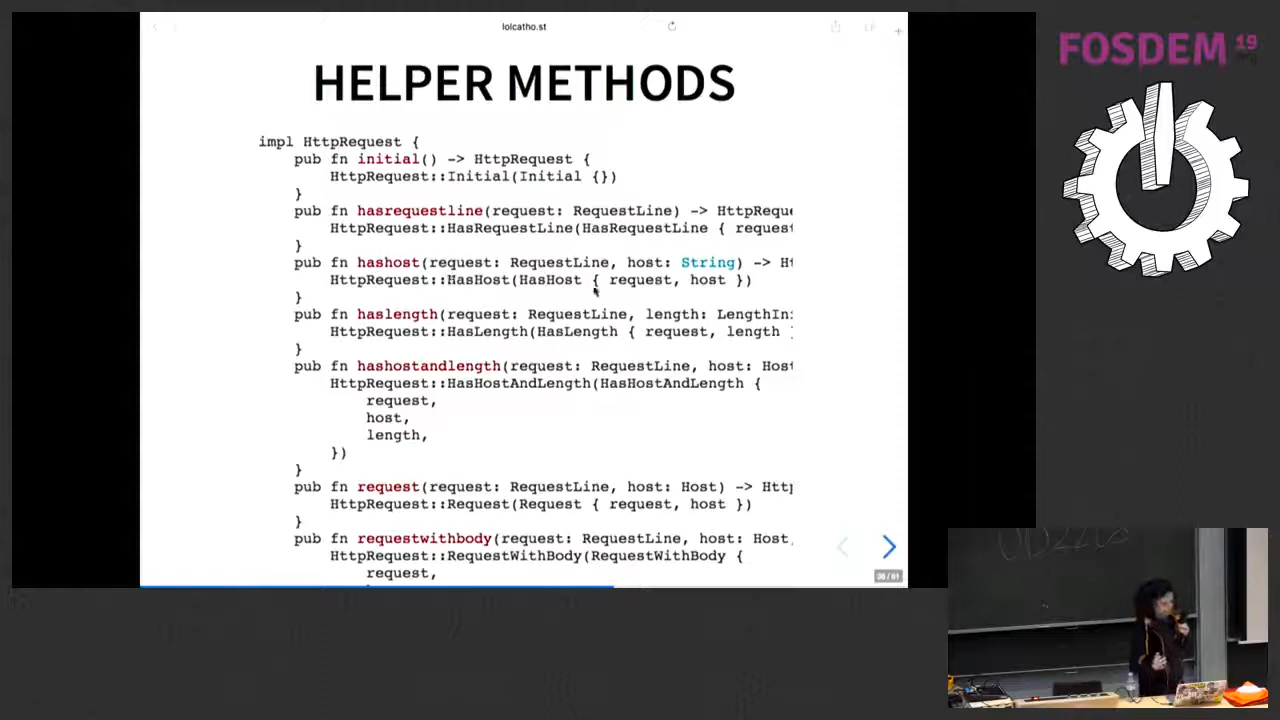 lolcatho.st
HELPER METHODS
impl HttpRequest {
pub fn initial() -> HttpRequest {
HttpRequest::Initial(Initial {})
}
pub fn hasrequestline(request: RequestLine) -> HttpReque
HttpRequest::HasRequestLine(HasRequestLine { request
}
pub fn hashost(request: RequestLine, host: String) -> Ht
HttpRequest::HasHost(HasHost { request, host })
}
pub fn haslength(request: RequestLine, length: LengthIn
HttpRequest::HasLength(HasLength { request, length }
}
pub fn hashostandlength(request: RequestLine, host: Host
HttpRequest::HasHostAndLength(HasHostAndLength {
request,
host,
length,
})
}
pub fn request(request: RequestLine, host: Host) -> Http
HttpRequest::Request(Request { request, host })
}
pub fn requestwithbody(request: RequestLine, host: Host,
HttpRequest::RequestWithBody(RequestWithBody {
request,
36 / 61
FOSDEM 19